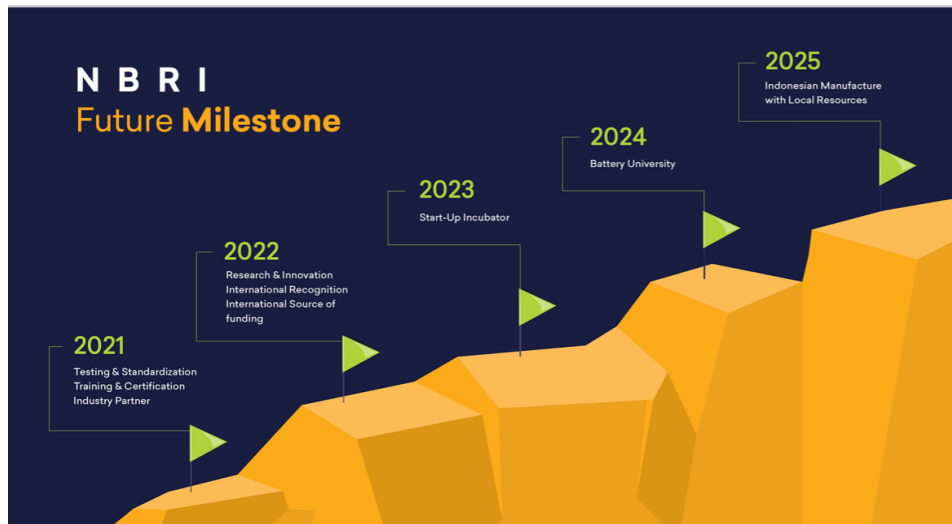 N B R I
Future Milestone
2025
Indonesian Manufacture
with Local Resources
2024
Battery University
2023
Start-Up Incubator
2022
Research & Innovation
International Recognition
International Source of
funding
2021
Testing & Standardization
Training & Certification
Industry Partner